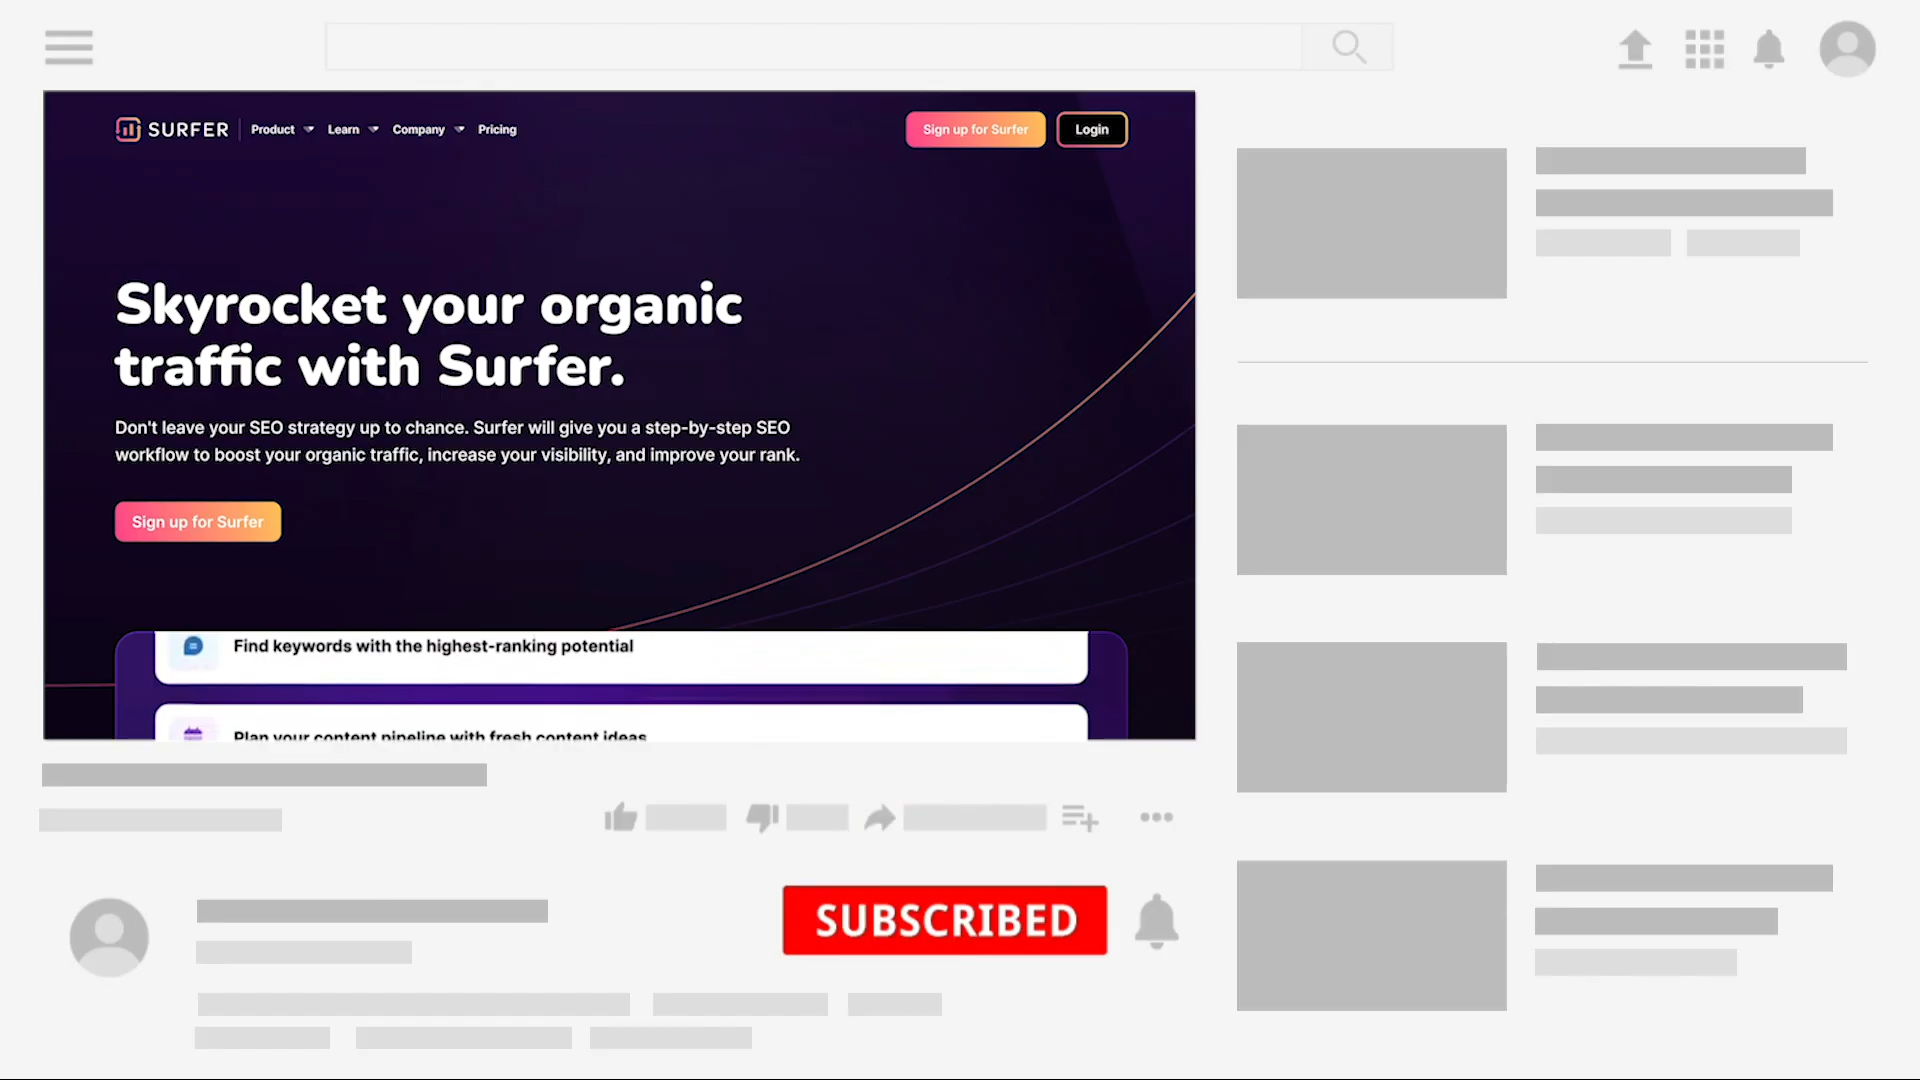 SURFER Product Learn Company Pricing Sign up for Surfer Login
Skyrocket your organic
traffic with Surfer.
Don't leave your SEO strategy up to chance. Surfer will give you a step-by-step SEO
workflow to boost your organic traffic, increase your visibility, and improve your rank.
Sign up for Surfer
Find keywords with the highest-ranking potential
Plan your content pipeline with fresh content ideas
SUBSCRIBED